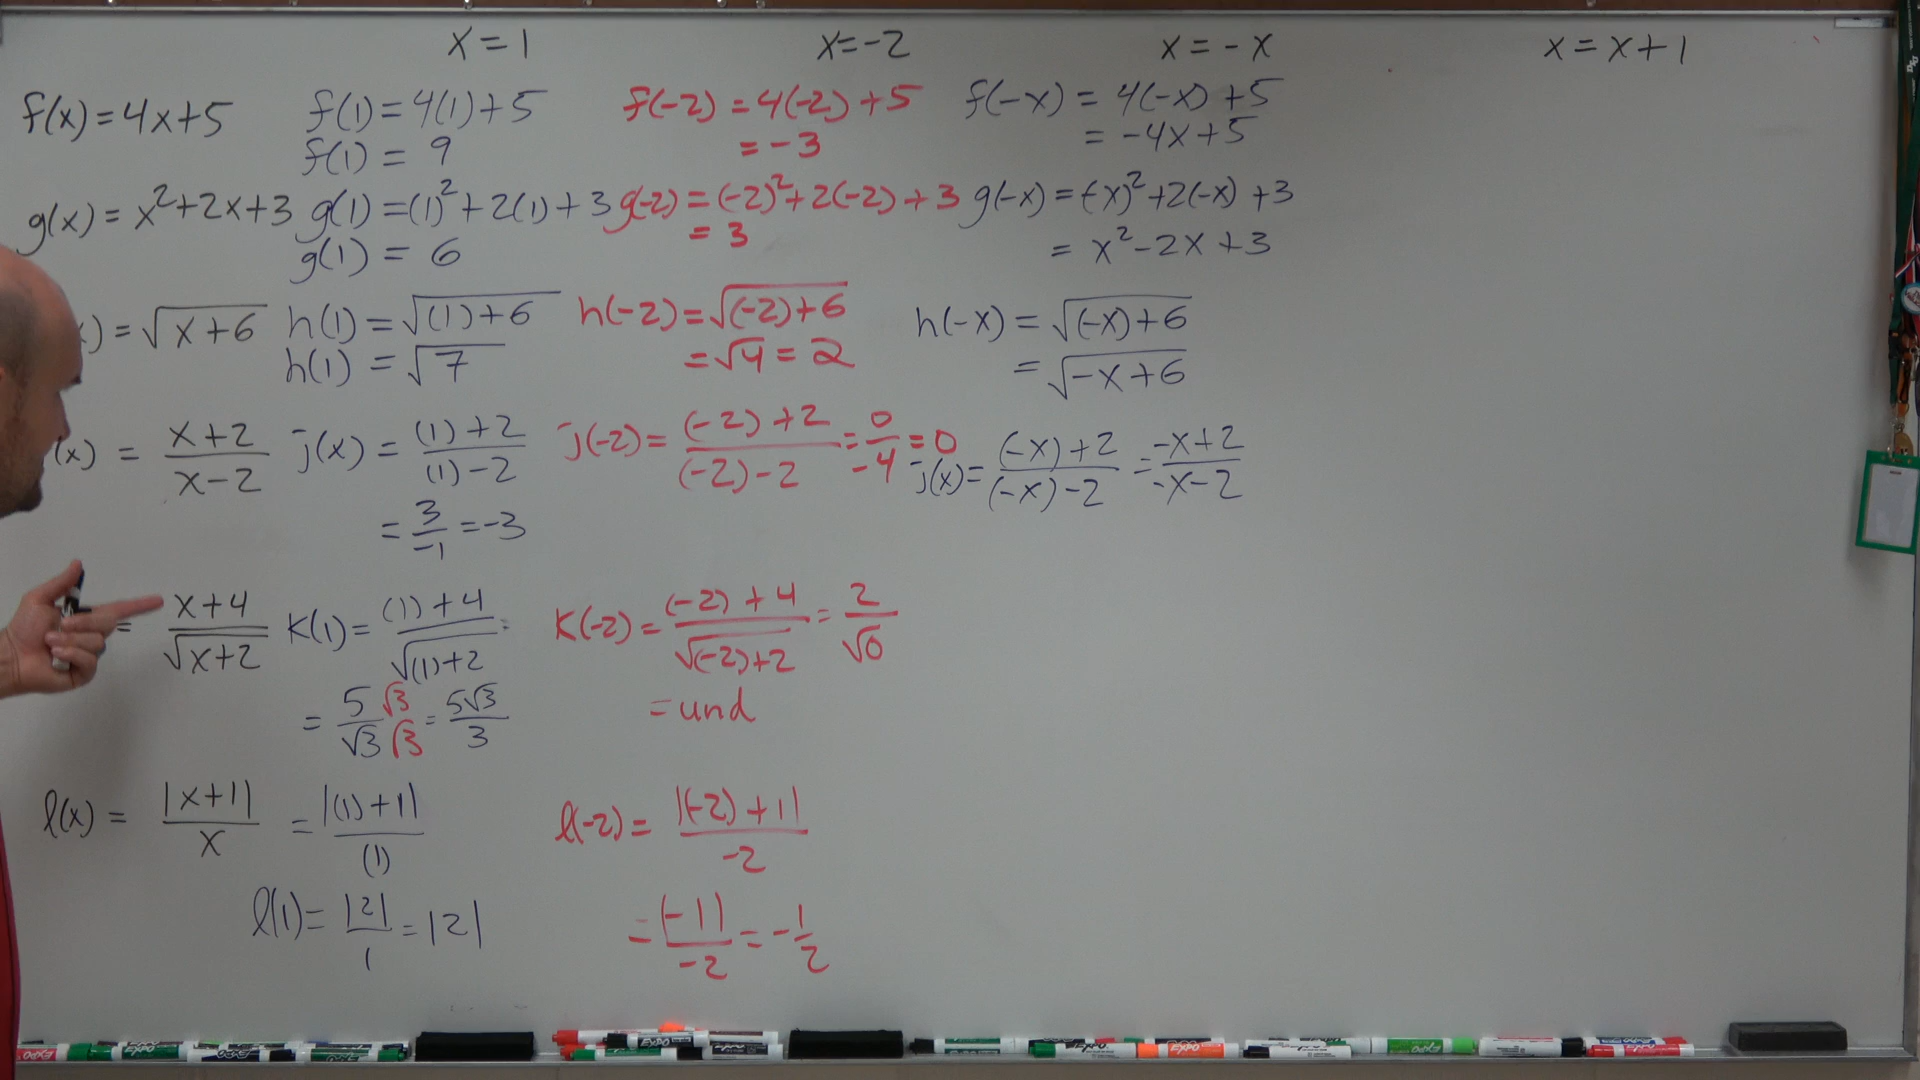 x = 1 x = -2 x = -x x = x+1
f(x) = 4x+5 f(1) = 4(1)+5 f(-2) = 4(-2)+5 f(-x) = 4(-x)+5
f(1) = 9 = -3 = -4x+5
g(x) = x²+2x+3 g(1) = (1)²+2(1)+3 g(-2) = (-2)²+2(-2)+3 g(-x) = (-x)²+2(-x)+3
g(1) = 6 = 3 = x²-2x+3
) = √(x+6) h(1) = √((1)+6) h(-2) = √((-2)+6) h(-x) = √((-x)+6)
h(1) = √7 = √4 = 2 = √(-x+6)
(x) = (x+2)/(x-2) j(x) = ((1)+2)/((1)-2) j(-2) = ((-2)+2)/((-2)-2) = 0/-4 = 0 j(x) = ((-x)+2)/((-x)-2) = (-x+2)/(-x-2)
= 3/-1 = -3
= (x+4)/√(x+2) K(1) = ((1)+4)/√((1)+2) = K(-2) = ((-2)+4)/√((-2)+2) = 2/√0
= 5/√3 √3/√3 = 5√3/3 = und
l(x) = |x+1|/x = |(1)+1|/(1) l(-2) = |(-2)+1|/-2
l(1) = |2|/1 = |2| = |-1|/-2 = -1/2
EXPO EXPO EXPO EXPO EXPO EXPO